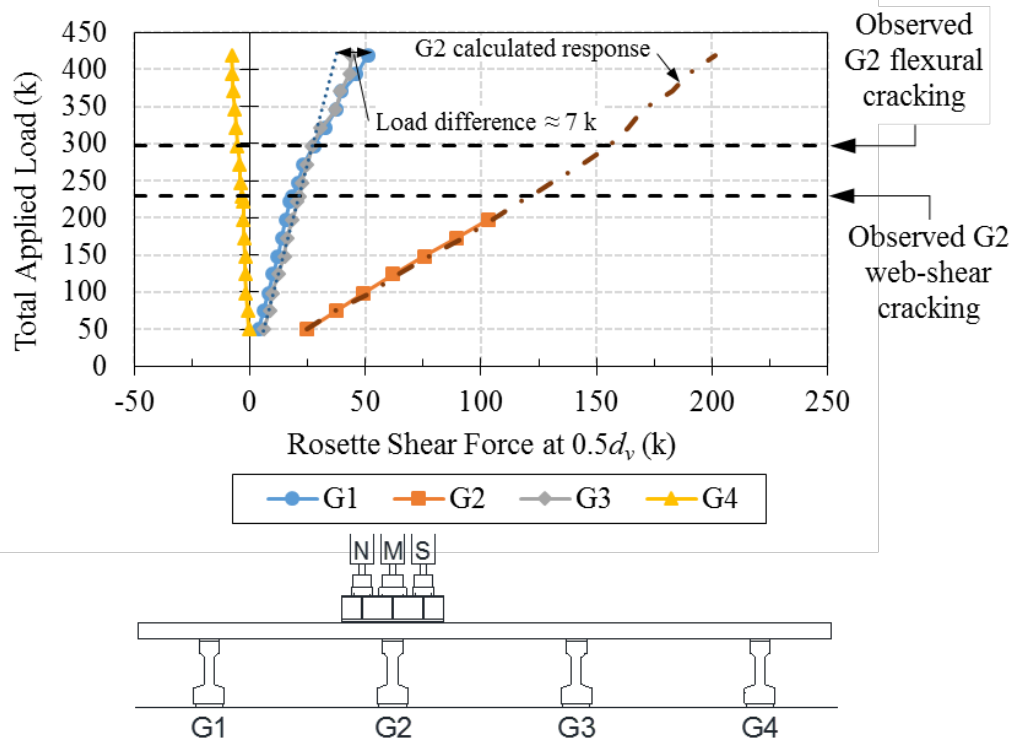 Observed
G2 flexural
cracking
450
400
350
300
250
200
150
100
50
0
Total Applied Load (k)
G2 calculated response
Load difference ≈ 7 k
Observed G2
web-shear
cracking
-50 0 50 100 150 200 250
Rosette Shear Force at 0.5dv (k)
G1 G2 G3 G4
N M S
G1 G2 G3 G4